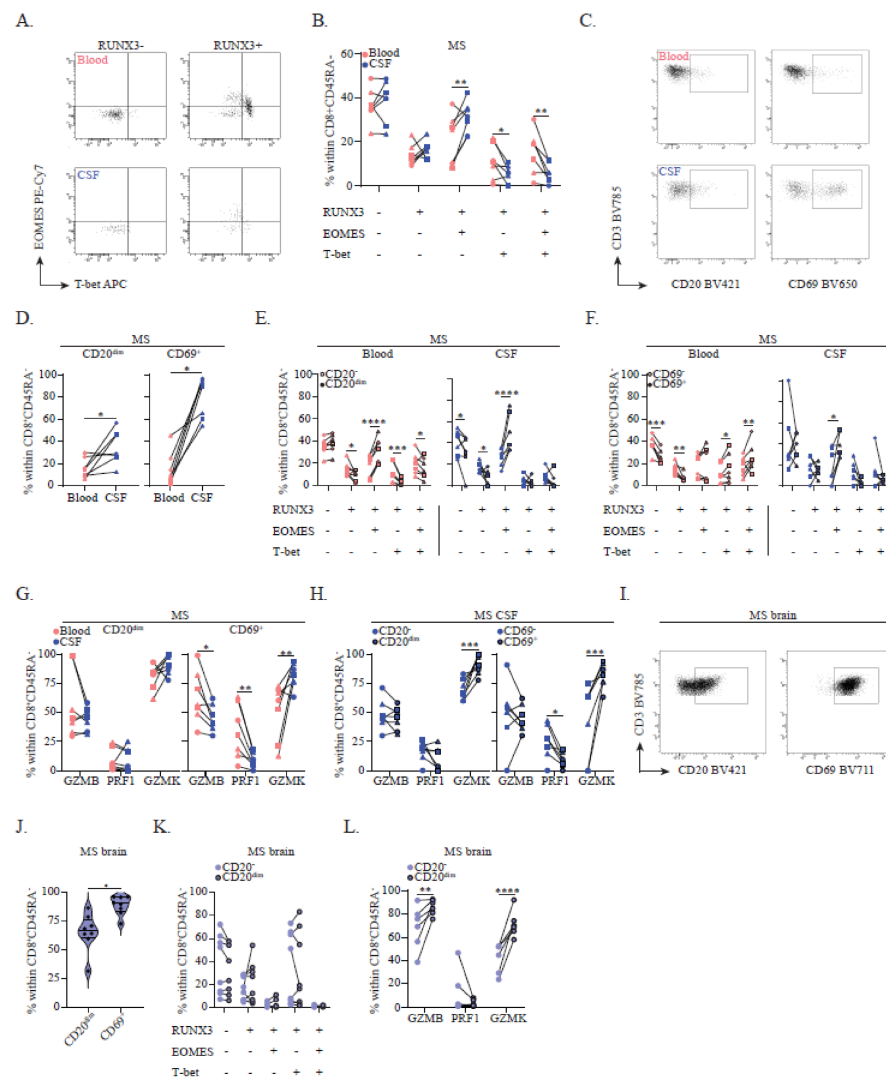 A.
RUNX3-
RUNX3+
Blood
CSF
EOMES PE-Cy7
T-bet APC
B.
Blood
CSF
MS
**
*
**
% within CD8+CD45RA-
60
40
20
0
RUNX3 - + + + +
EOMES - - + - +
T-bet - - - + +
C.
Blood
CSF
CD3 BV785
CD20 BV421
CD69 BV650
D.
MS
CD20dim
CD69+
*
*
% within CD8+CD45RA-
100
80
60
40
20
0
Blood CSF
Blood CSF
E.
MS
Blood
CSF
CD20-
CD20dim
* **** *** *
* * ****
% within CD8+CD45RA-
100
80
60
40
20
0
RUNX3 - + + + + - + + + +
EOMES - - + - + - - + - +
T-bet - - - + + - - - + +
F.
MS
Blood
CSF
CD69-
CD69+
*** ** * **
*
% within CD8+CD45RA-
100
80
60
40
20
0
RUNX3 - + + + + - + + + +
EOMES - - + - + - - + - +
T-bet - - - + + - - - + +
G.
MS
Blood
CSF
CD20dim
CD69+
* ** **
% within CD8+CD45RA-
120
90
60
30
0
GZMB PRF1 GZMK
GZMB PRF1 GZMK
H.
MS CSF
CD20-
CD20dim
CD69-
CD69+
*** * ***
% within CD8+CD45RA-
120
90
60
30
0
GZMB PRF1 GZMK
GZMB PRF1 GZMK
I.
MS brain
CD3 BV785
CD20 BV421
CD69 BV711
J.
MS brain
*
% within CD8+CD45RA-
100
75
50
25
0
CD20dim
CD69+
K.
MS brain
CD20-
CD20dim
% within CD8+CD45RA-
100
80
60
40
20
0
RUNX3 - + + + +
EOMES - - + - +
T-bet - - - + +
L.
MS brain
CD20-
CD20dim
** ****
% within CD8+CD45RA-
100
80
60
40
20
0
GZMB PRF1 GZMK